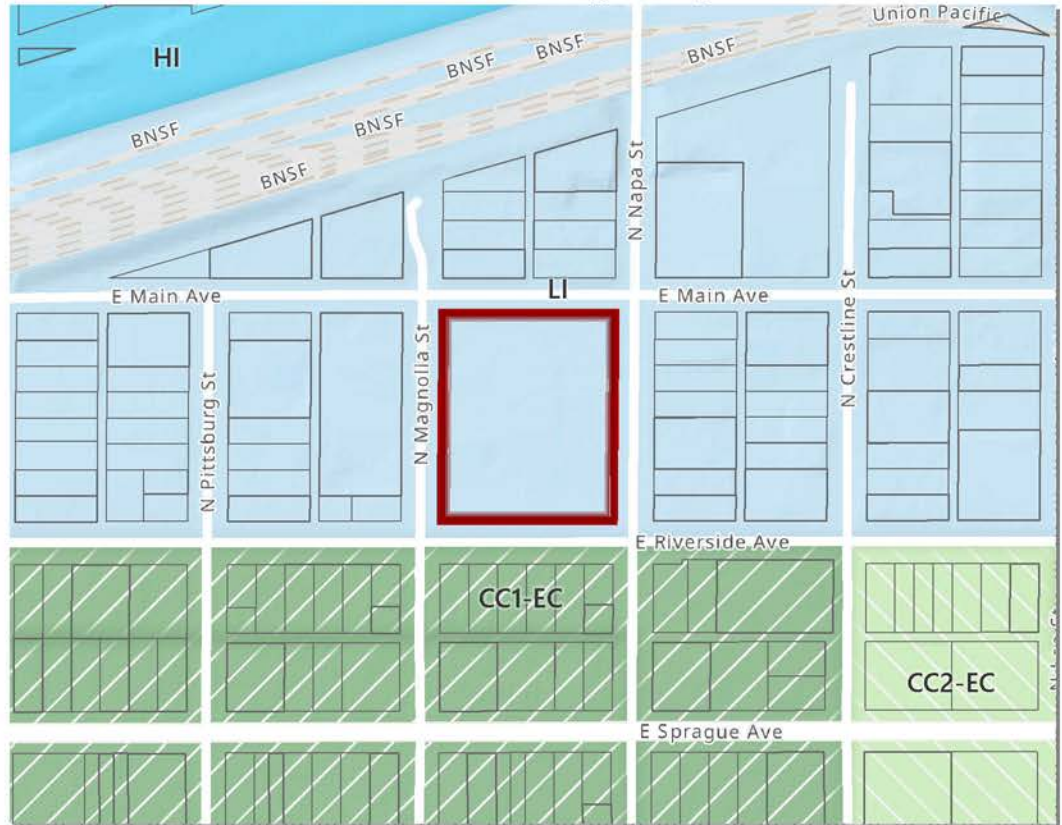 Union Pacific
HI
BNSF
BNSF
BNSF
BNSF
BNSF
BNSF
N Napa St
E Main Ave
LI
E Main Ave
N Pittsburg St
N Magnolia St
N Crestline St
E Riverside Ave
CC1-EC
CC2-EC
E Sprague Ave